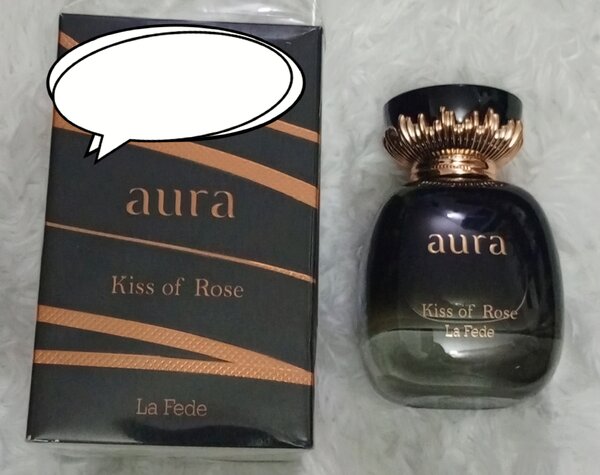 aura
Kiss of Rose
La Fede
aura
Kiss of Rose
La Fede